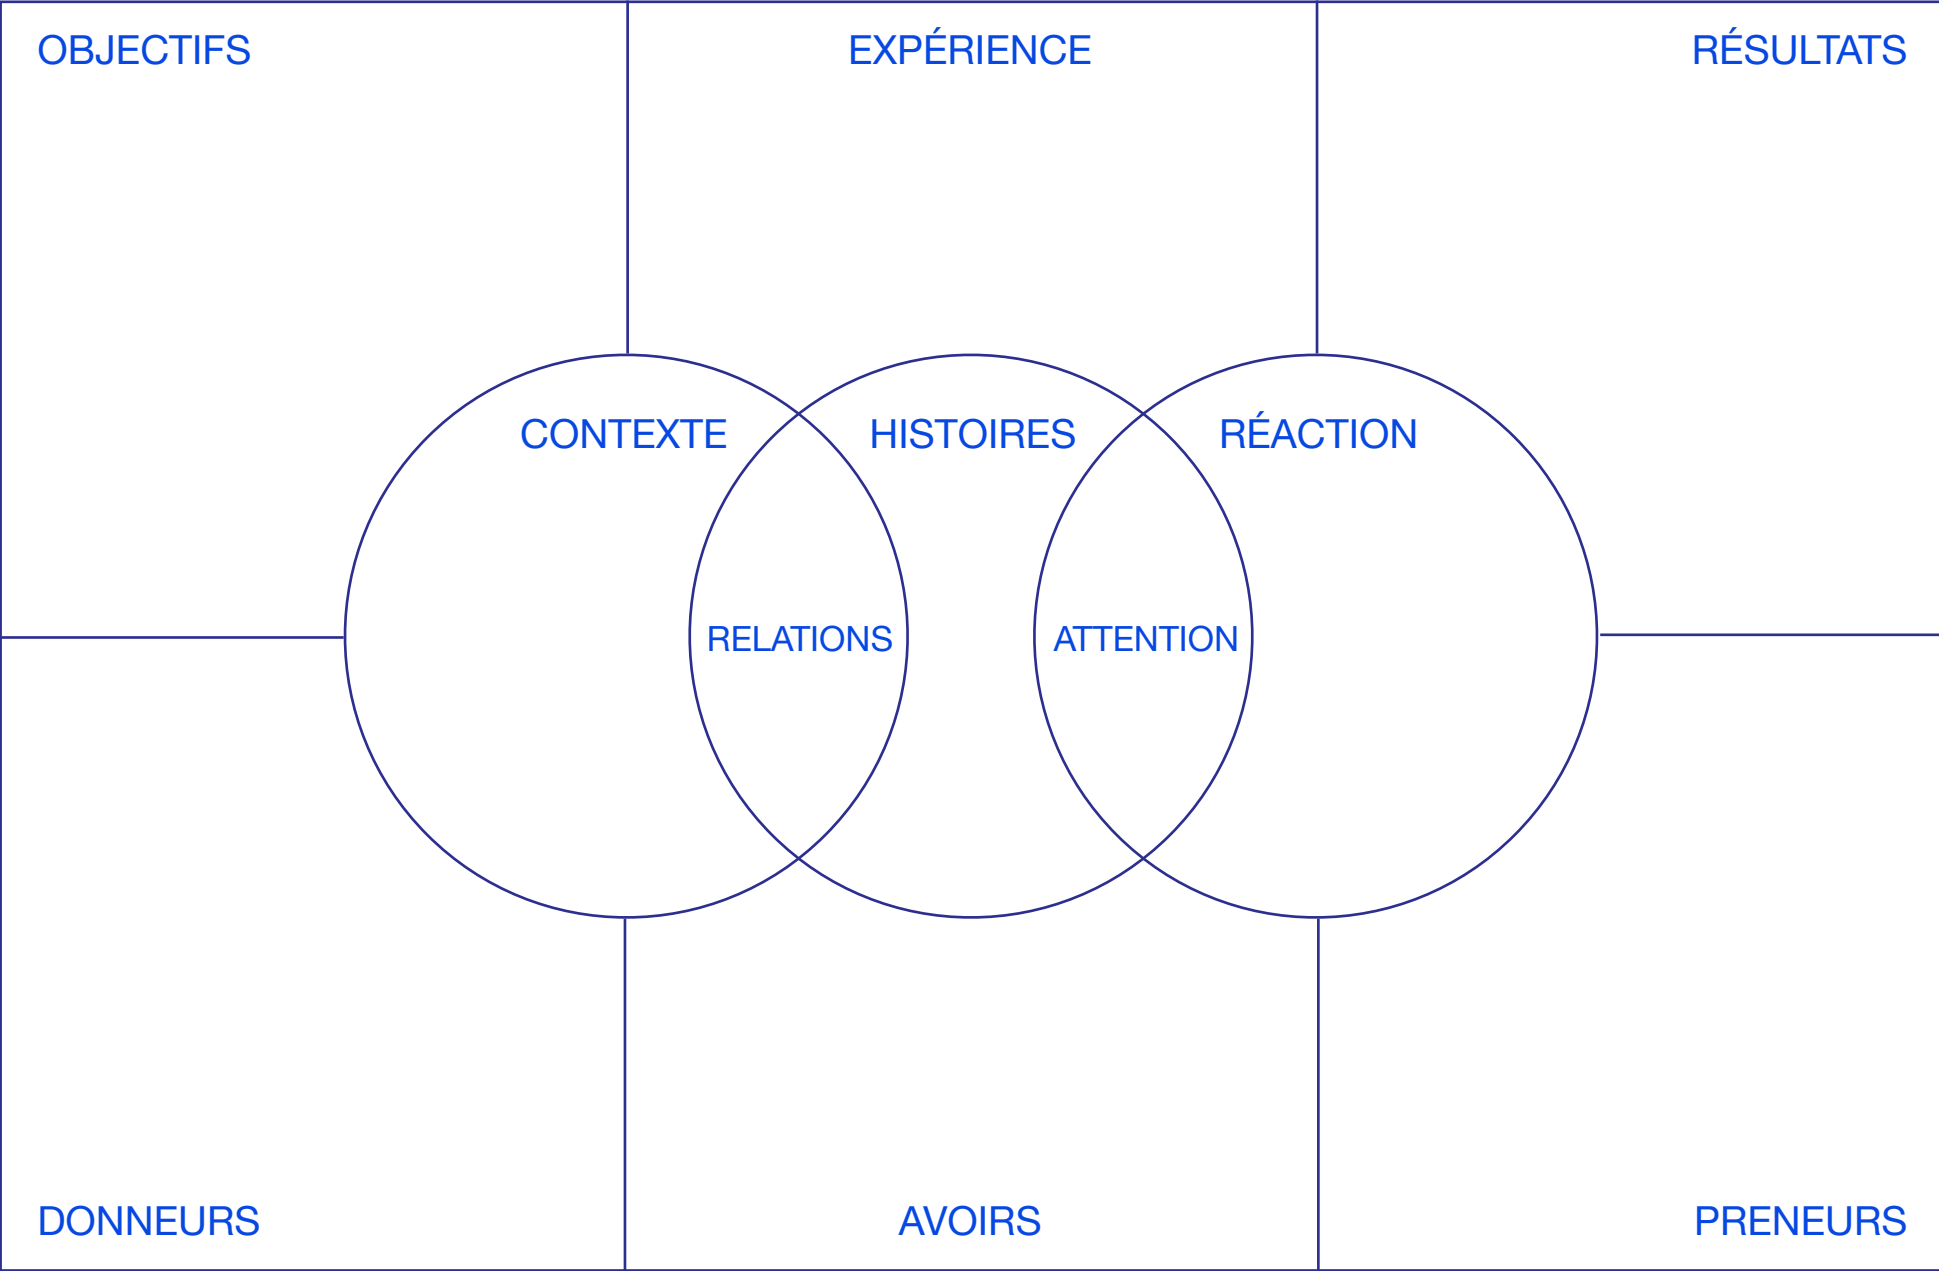 OBJECTIFS
EXPÉRIENCE
RÉSULTATS
CONTEXTE
HISTOIRES
RÉACTION
RELATIONS
ATTENTION
DONNEURS
AVOIRS
PRENEURS